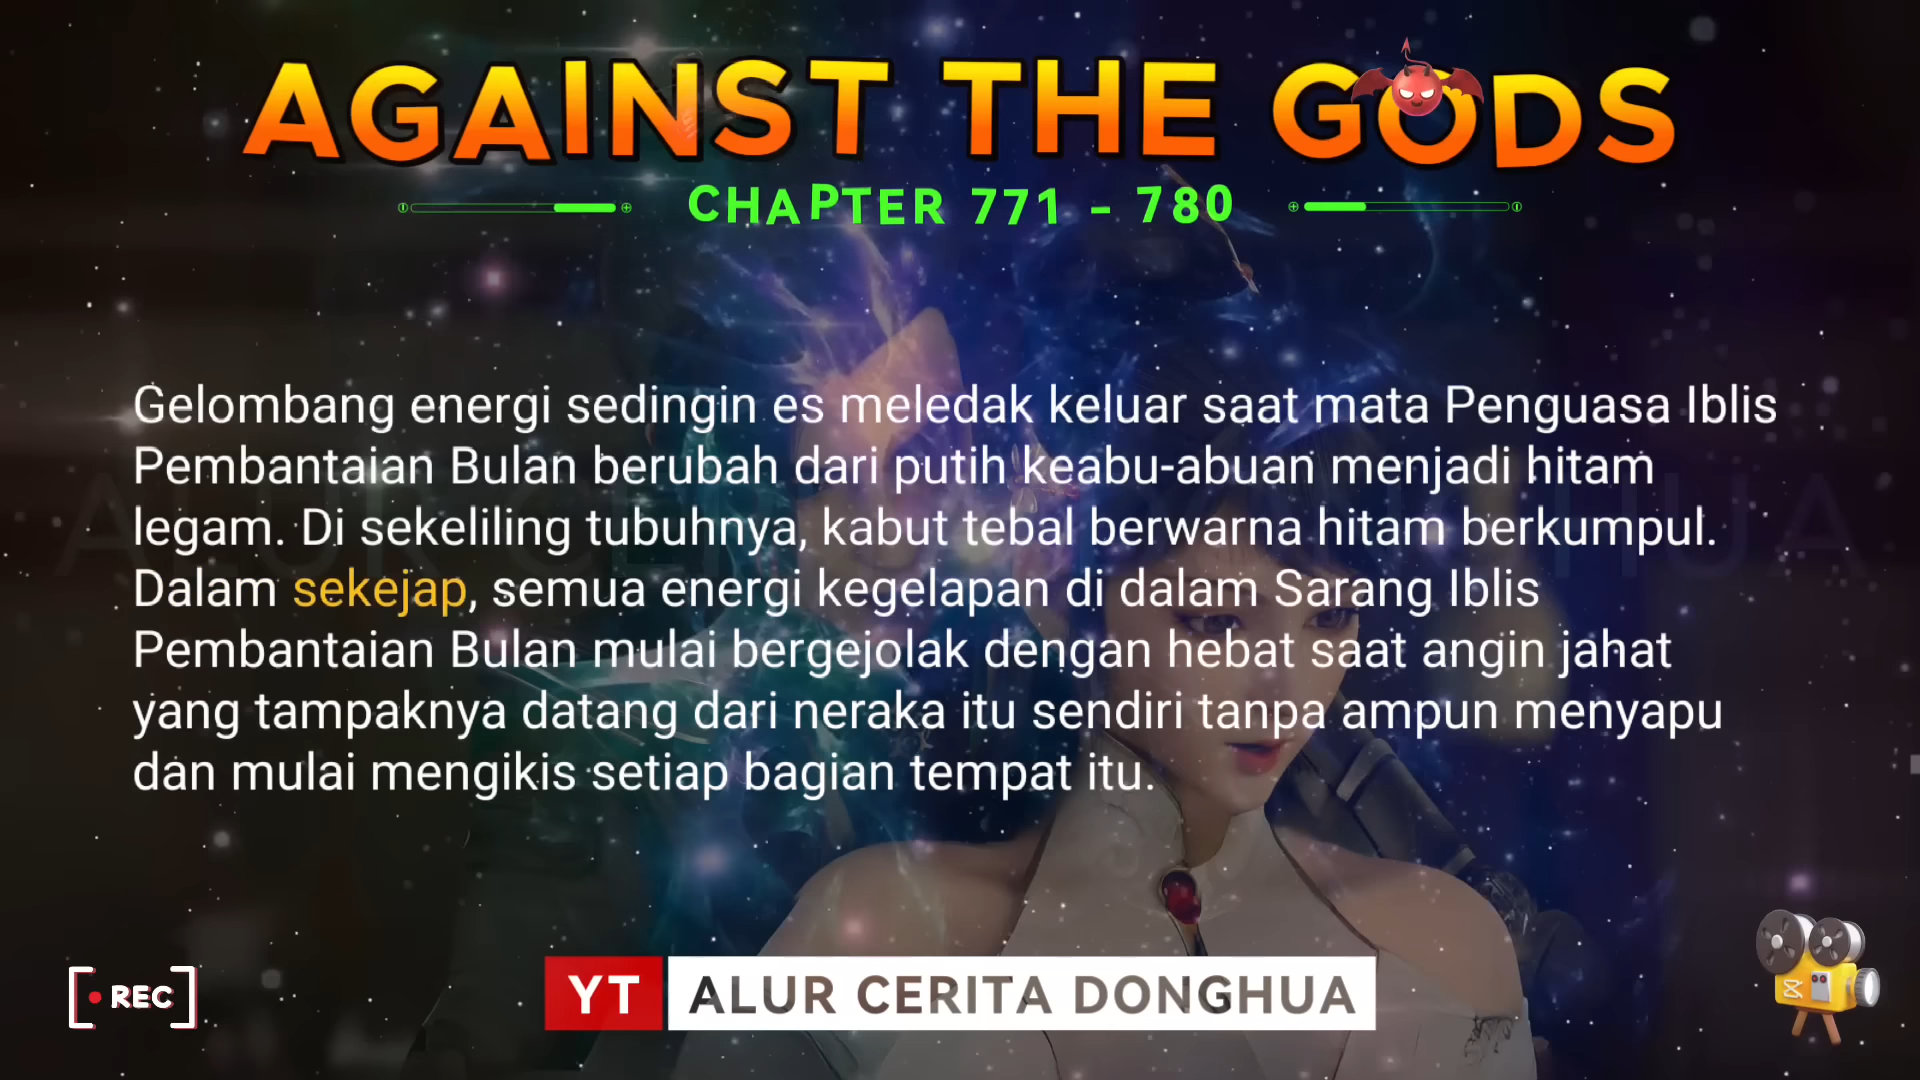 AGAINST THE GODS
CHAPTER 771 - 780
Gelombang energi sedingin es meledak keluar saat mata Penguasa Iblis
Pembantaian Bulan berubah dari putih keabu-abuan menjadi hitam
legam. Di sekeliling tubuhnya, kabut tebal berwarna hitam berkumpul.
Dalam sekejap, semua energi kegelapan di dalam Sarang Iblis
Pembantaian Bulan mulai bergejolak dengan hebat saat angin jahat
yang tampaknya datang dari neraka itu sendiri tanpa ampun menyapu
dan mulai mengikis setiap bagian tempat itu.
REC
YT ALUR CERITA DONGHUA